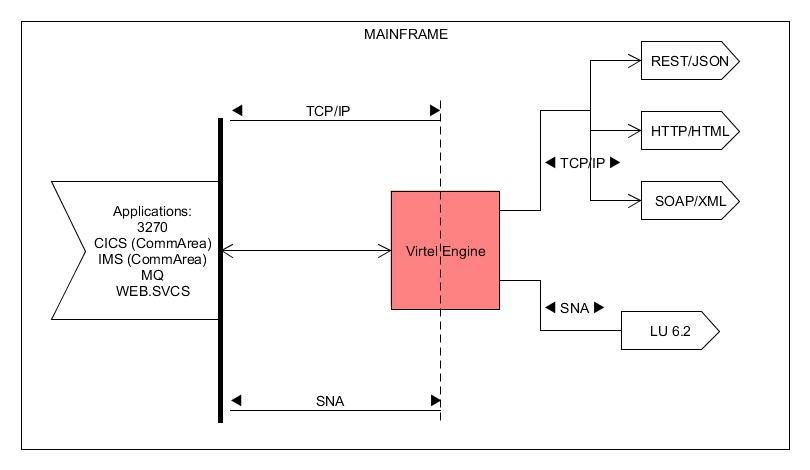 MAINFRAME
REST/JSON
TCP/IP
HTTP/HTML
TCP/IP
SOAP/XML
Applications:
3270
CICS (CommArea)
IMS (CommArea)
MQ
WEB.SVCS
Virtel Engine
SNA
LU 6.2
SNA